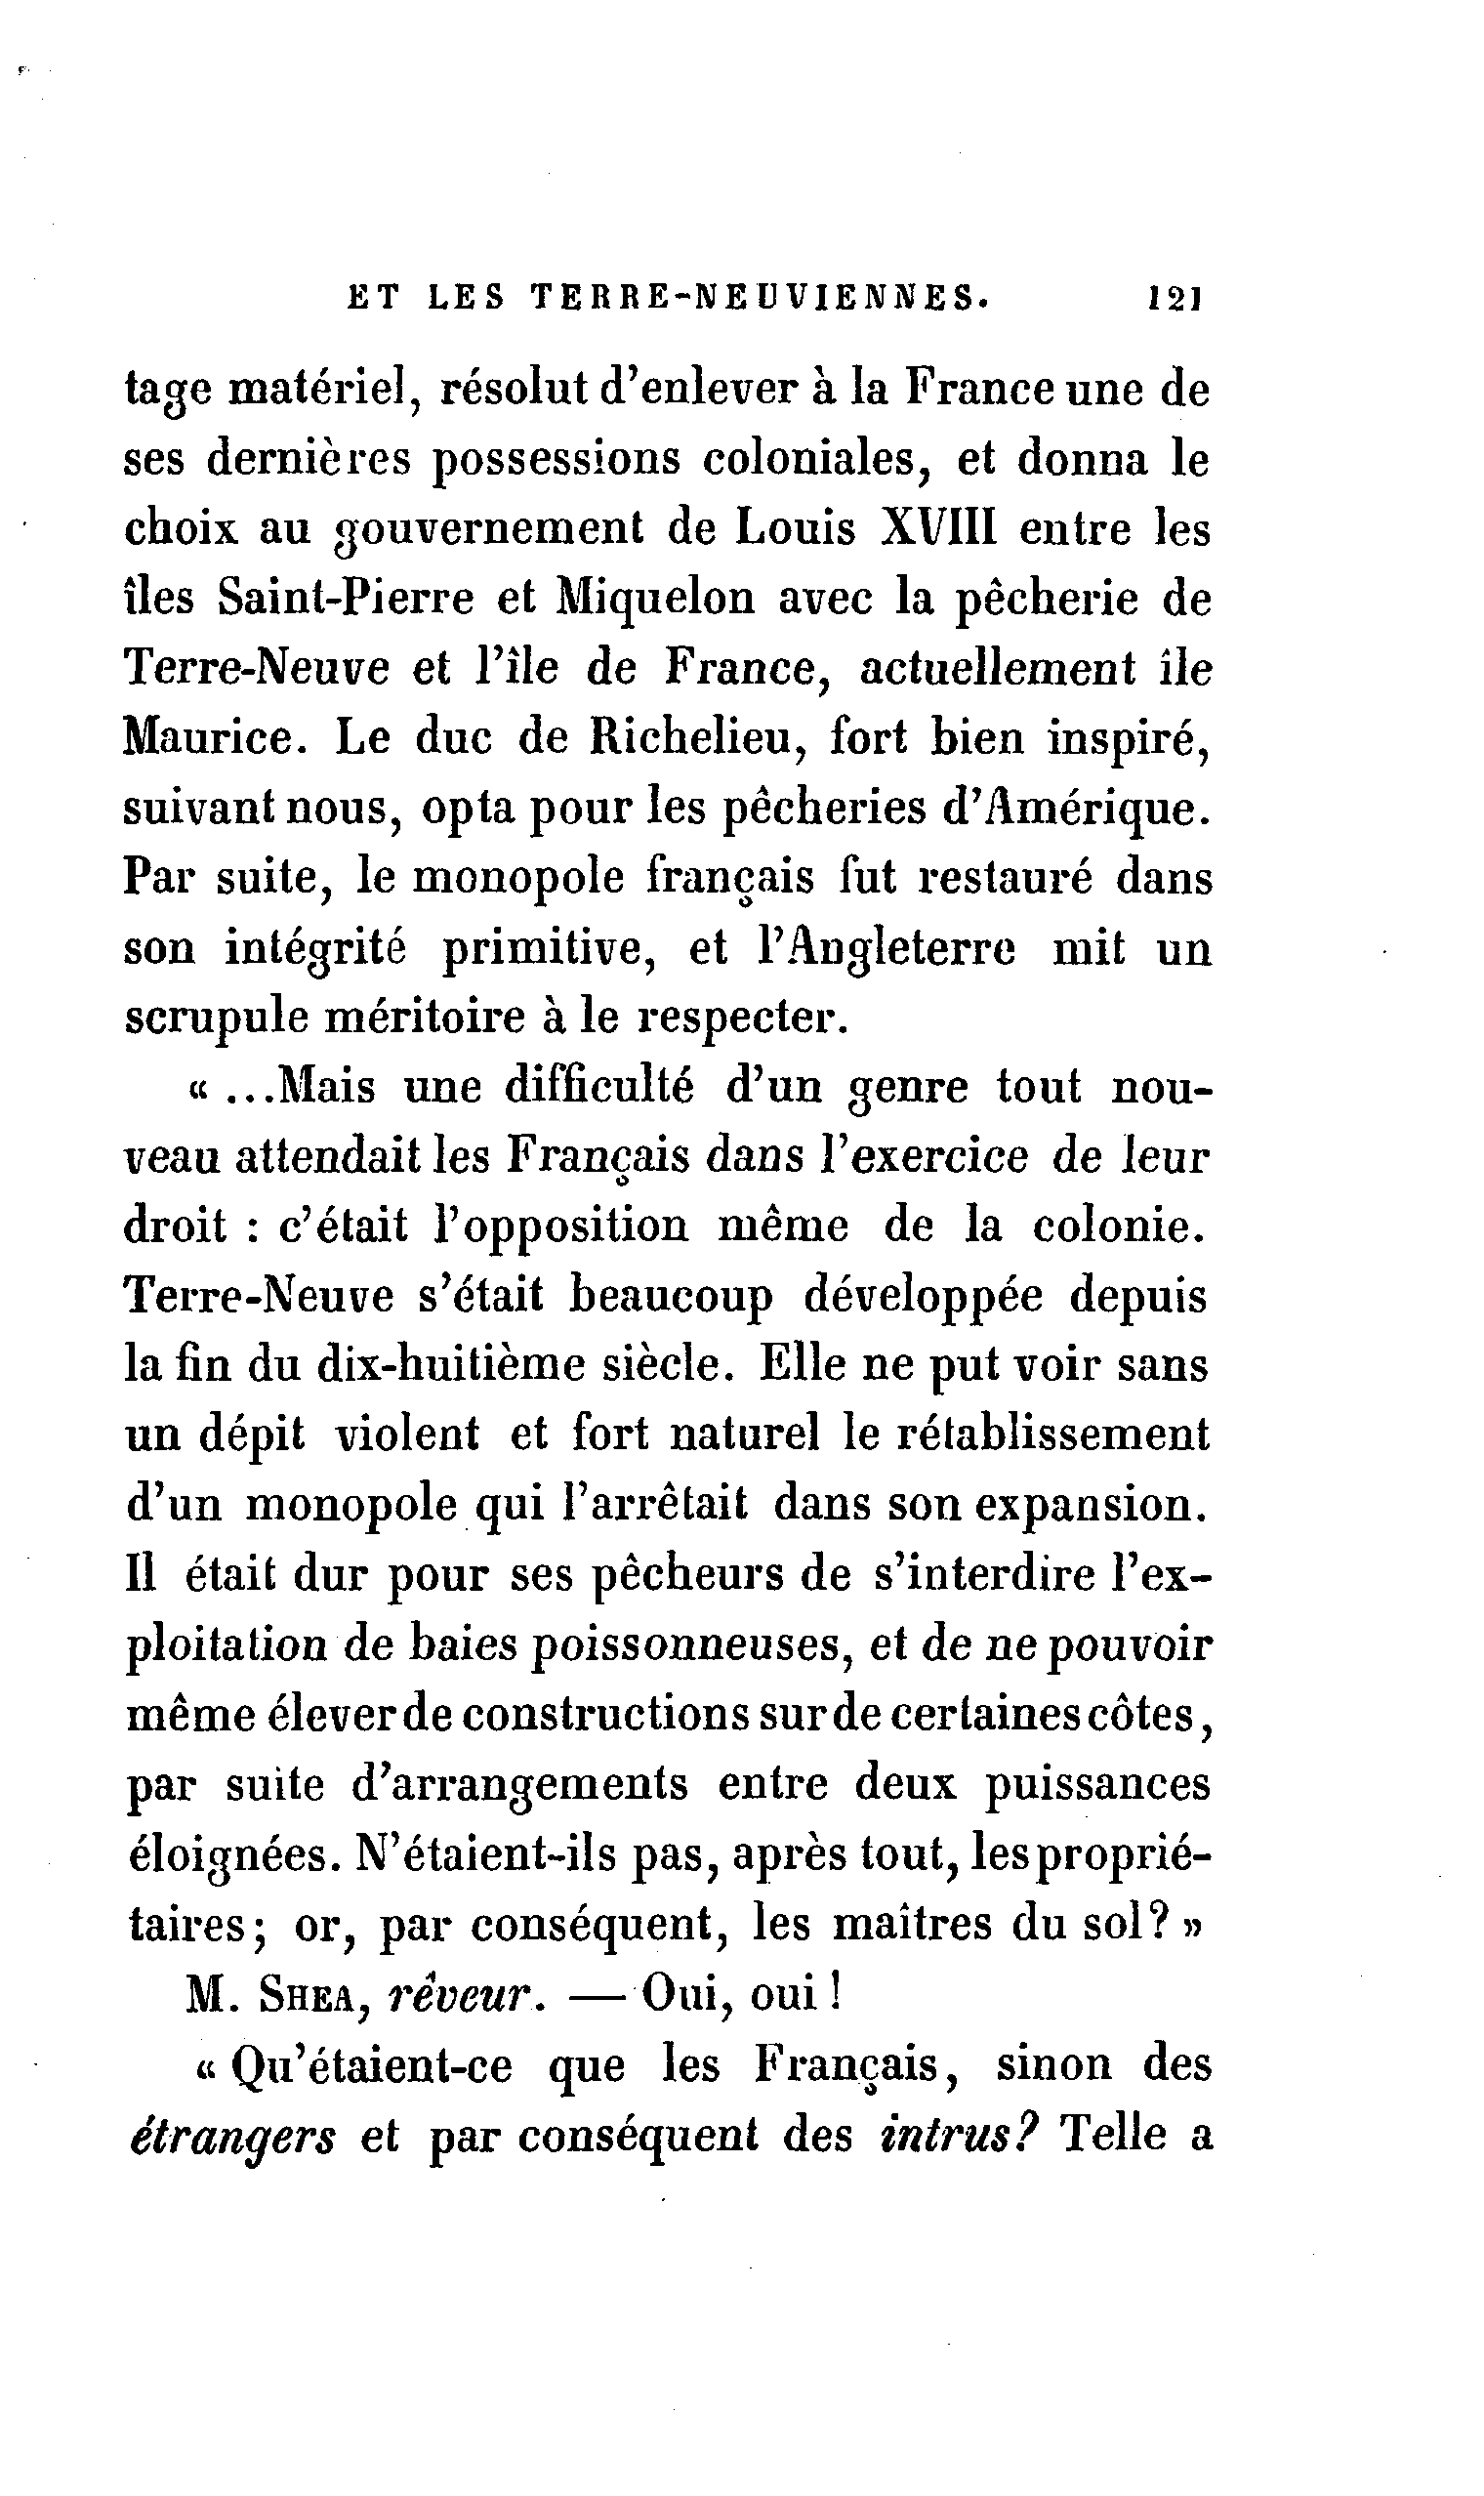 ET LES TERRE-NEUVIENNES. 121
tage matériel, résolut d'enlever à la France une de
ses dernières possessions coloniales, et donna le
choix au gouvernement de Louis XVIII entre les
îles Saint-Pierre et Miquelon avec la pêcherie de
Terre-Neuve et l'île de France, actuellement île
Maurice. Le duc de Richelieu, fort bien inspiré,
suivant nous, opta pour les pêcheries d'Amérique.
Par suite, le monopole français fut restauré dans
son intégrité primitive, et l'Angleterre mit un
scrupule méritoire à le respecter.
« ...Mais une difficulté d'un genre tout nou-
veau attendait les Français dans l'exercice de leur
droit : c'était l'opposition même de la colonie.
Terre-Neuve s'était beaucoup développée depuis
la fin du dix-huitième siècle. Elle ne put voir sans
un dépit violent et fort naturel le rétablissement
d'un monopole qui l'arrêtait dans son expansion.
Il était dur pour ses pêcheurs de s'interdire l'ex-
ploitation de baies poissonneuses, et de ne pouvoir
même élever de constructions sur de certaines côtes,
par suite d'arrangements entre deux puissances
éloignées. N'étaient-ils pas, après tout, les proprié-
taires; or, par conséquent, les maîtres du sol? »
M. SHEA, rêveur. — Oui, oui !
« Qu'étaient-ce que les Français, sinon des
étrangers et par conséquent des intrus? Telle a